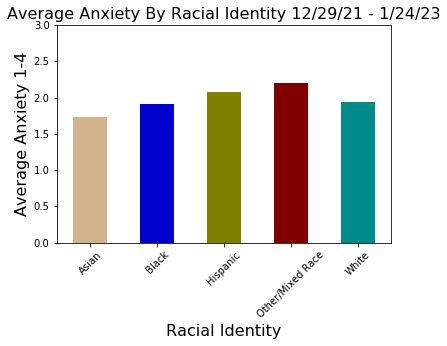 Average Anxiety By Racial Identity 12/29/21 - 1/24/23
Average Anxiety 1-4
3.0
2.5
2.0
1.5
1.0
0.5
0.0
Asian
Black
Hispanic
Other/Mixed Race
White
Racial Identity